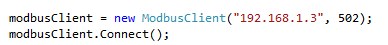 modbusClient = new ModbusClient("192.168.1.3", 502);
modbusClient.Connect();